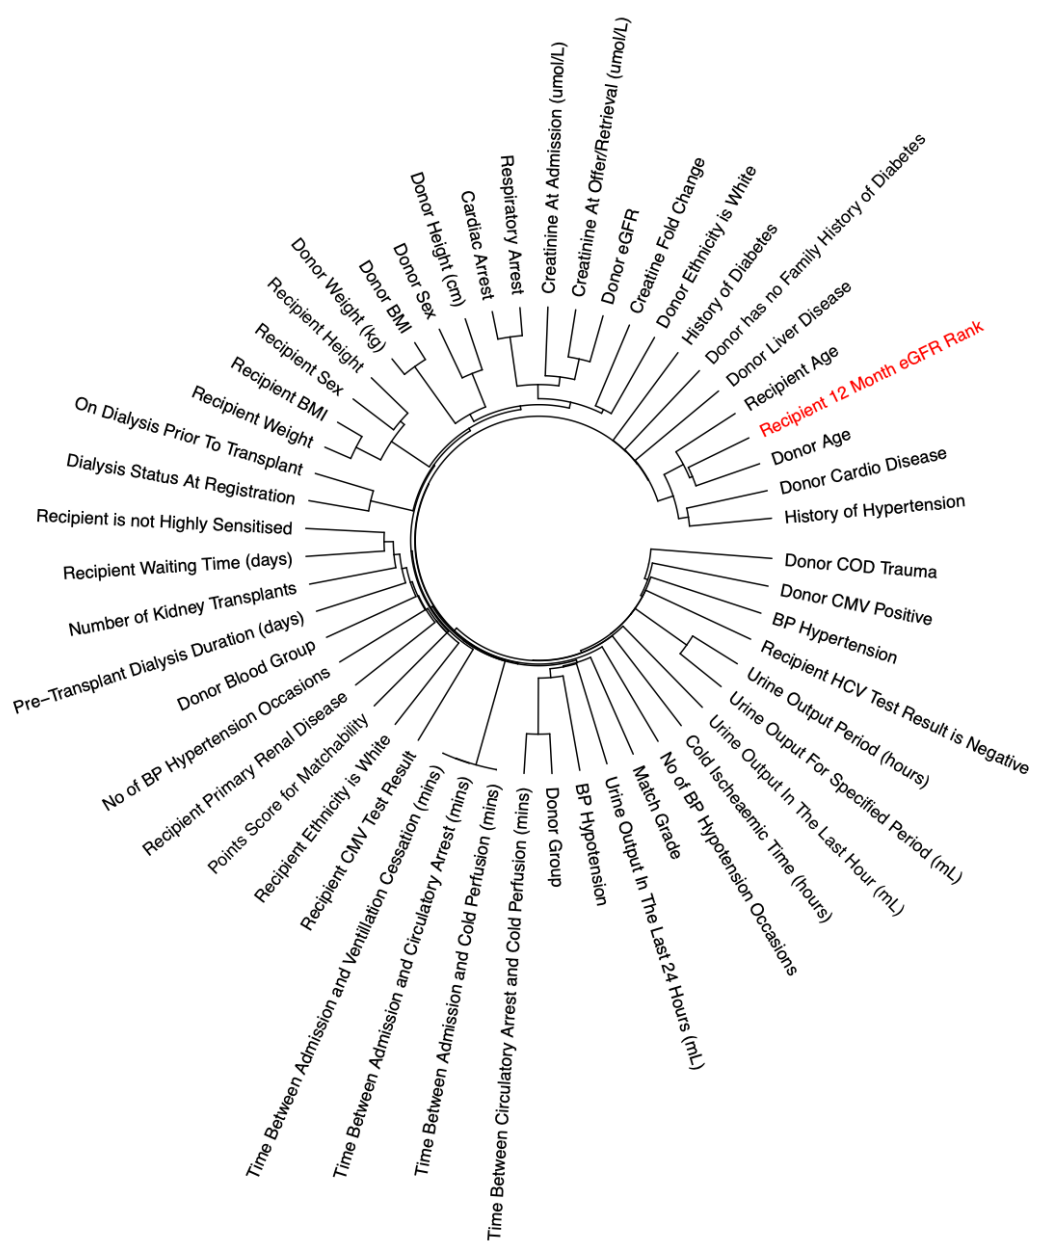 Creatinine At Admission (umol/L)
Creatinine At Offer/Retrieval (umol/L)
Donor eGFR
Creatine Fold Change
Donor Ethnicity is White
History of Diabetes
Donor has no Family History of Diabetes
Donor Liver Disease
Recipient Age
Recipient 12 Month eGFR Rank
Donor Age
Donor Cardio Disease
History of Hypertension
Donor COD Trauma
Donor CMV Positive
BP Hypertension
Recipient HCV Test Result is Negative
Urine Output Period (hours)
Urine Ouput For Specified Period (mL)
Urine Output In The Last Hour (mL)
Cold Ischeaemic Time (hours)
No of BP Hypotension Occasions
Match Grade
Urine Output In The Last 24 Hours (mL)
BP Hypotension
Donor Group
Time Between Circulatory Arrest and Cold Perfusion (mins)
Time Between Admission and Cold Perfusion (mins)
Time Between Admission and Circulatory Arrest (mins)
Time Between Admission and Ventillation Cessation (mins)
Recipient CMV Test Result
Recipient Ethnicity is White
Points Score for Matchability
Recipient Primary Renal Disease
No of BP Hypertension Occasions
Donor Blood Group
Pre–Transplant Dialysis Duration (days)
Number of Kidney Transplants
Recipient Waiting Time (days)
Recipient is not Highly Sensitised
Dialysis Status At Registration
On Dialysis Prior To Transplant
Recipient Weight
Recipient BMI
Recipient Sex
Recipient Height
Donor Weight (kg)
Donor BMI
Donor Sex
Donor Height (cm)
Cardiac Arrest
Respiratory Arrest